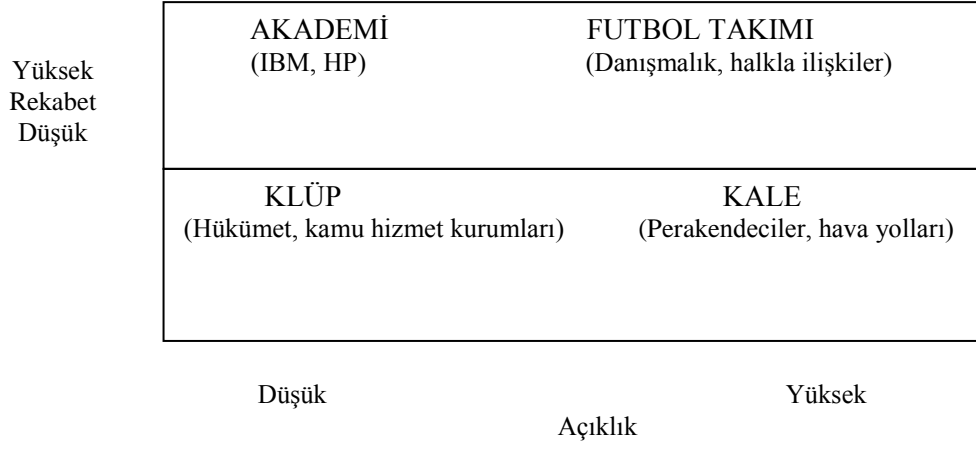 AKADEMİ FUTBOL TAKIMI
(IBM, HP) (Danışmalık, halkla ilişkiler)
Yüksek
Rekabet
Düşük
KLÜP KALE
(Hükümet, kamu hizmet kurumları) (Perakendeciler, hava yolları)
Düşük Yüksek
Açıklık